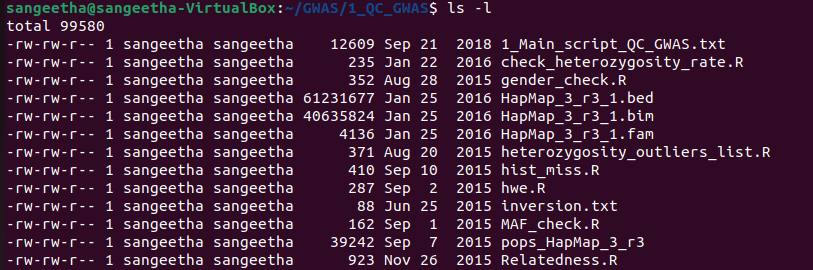 sangeetha@sangeetha-VirtualBox:~/GWAS/1_QC_GWAS$ ls -l
total 99580
-rw-rw-r-- 1 sangeetha sangeetha    12609 Sep 21  2018 1_Main_script_QC_GWAS.txt
-rw-rw-r-- 1 sangeetha sangeetha      235 Jan 22  2016 check_heterozygosity_rate.R
-rw-rw-r-- 1 sangeetha sangeetha      352 Aug 28  2015 gender_check.R
-rw-rw-r-- 1 sangeetha sangeetha 61231677 Jan 25  2016 HapMap_3_r3_1.bed
-rw-rw-r-- 1 sangeetha sangeetha 40635824 Jan 25  2016 HapMap_3_r3_1.bim
-rw-rw-r-- 1 sangeetha sangeetha     4136 Jan 25  2016 HapMap_3_r3_1.fam
-rw-rw-r-- 1 sangeetha sangeetha      371 Aug 20  2015 heterozygosity_outliers_list.R
-rw-rw-r-- 1 sangeetha sangeetha      410 Sep 10  2015 hist_miss.R
-rw-rw-r-- 1 sangeetha sangeetha      287 Sep  2  2015 hwe.R
-rw-rw-r-- 1 sangeetha sangeetha       88 Jun 25  2015 inversion.txt
-rw-rw-r-- 1 sangeetha sangeetha      162 Sep  1  2015 MAF_check.R
-rw-rw-r-- 1 sangeetha sangeetha    39242 Sep  7  2015 pops_HapMap_3_r3
-rw-rw-r-- 1 sangeetha sangeetha      923 Nov 26  2015 Relatedness.R